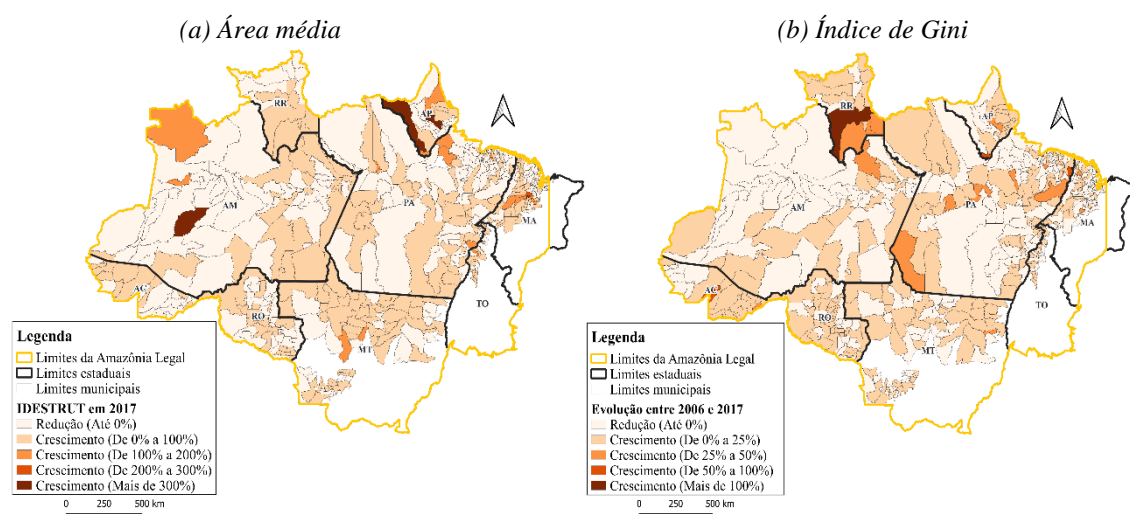 (a) Área média
(b) Índice de Gini
RR
AP
AM
PA
MA
AC
RO
TO
MT
Legenda
Limites da Amazônia Legal
Limites estaduais
Limites municipais
IDESTRUT em 2017
Redução (Até 0%)
Crescimento (De 0% a 100%)
Crescimento (De 100% a 200%)
Crescimento (De 200% a 300%)
Crescimento (Mais de 300%)
0 250 500 km
RR
AP
AM
PA
MA
AC
RO
TO
MT
Legenda
Limites da Amazônia Legal
Limites estaduais
Limites municipais
Evolução entre 2006 e 2017
Redução (Até 0%)
Crescimento (De 0% a 25%)
Crescimento (De 25% a 50%)
Crescimento (De 50% a 100%)
Crescimento (Mais de 100%)
0 250 500 km